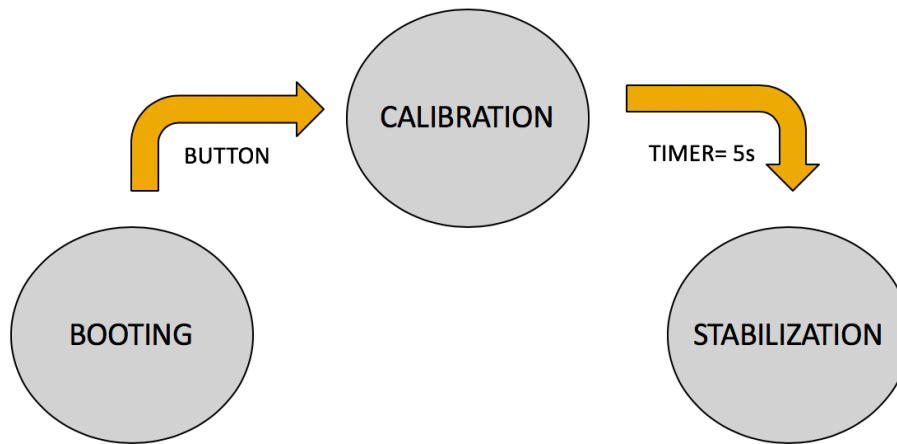 CALIBRATION
BUTTON
TIMER= 5s
BOOTING
STABILIZATION